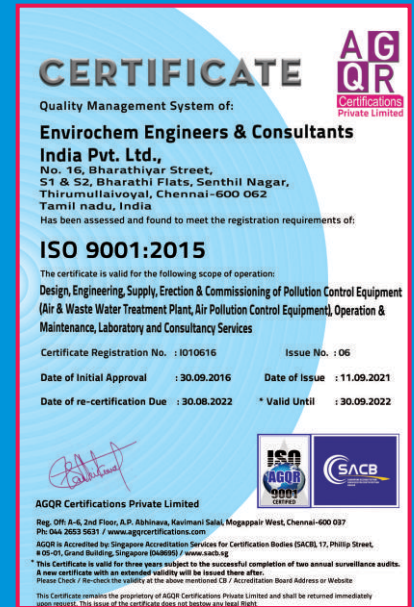 CERTIFICATE
AG
QR
Certifications
Private Limited
Quality Management System of:
Envirochem Engineers & Consultants
India Pvt. Ltd.,
No. 16, Bharathiyar Street,
S1 & S2, Bharathi Flats, Senthil Nagar,
Thirumullaivoyal, Chennai-600 062
Tamil nadu, India
Has been assessed and found to meet the registration requirements of:
ISO 9001:2015
The certificate is valid for the following scope of operation:
Design, Engineering, Supply, Erection & Commissioning of Pollution Control Equipment
(Air & Waste Water Treatment Plant, Air Pollution Control Equipment), Operation &
Maintenance, Laboratory and Consultancy Services
Certificate Registration No. : I010616 Issue No. : 06
Date of Initial Approval : 30.09.2016 Date of Issue : 11.09.2021
Date of re-certification Due : 30.08.2022 * Valid Until : 30.09.2022
ISO
AGQR
9001
CERTIFIED
SACB
AGQR Certifications Private Limited
Reg. Off: A-6, 2nd Floor, A.P. Abhinava, Kavimani Salai, Mogappair West, Chennai-600 037
Ph: 044 2653 5631 / www.agqrcertifications.com
AGQR is Accredited by: Singapore Accreditation Services for Certification Bodies (SACB), 17, Phillip Street,
# 05-01, Grand Building, Singapore (048695) / www.sacb.sg
* This Certificate is valid for three years subject to the successful completion of two annual surveillance audits.
A new certificate with an extended validity will be issued there after.
Please Check / Re-check the validity at the above mentioned CB / Accreditation Board Address or Website
This Certificate remains the proprietory of AGQR Certifications Private Limited and shall be returned immediately
upon request. This issue of the certificate does not bestow any legal Right